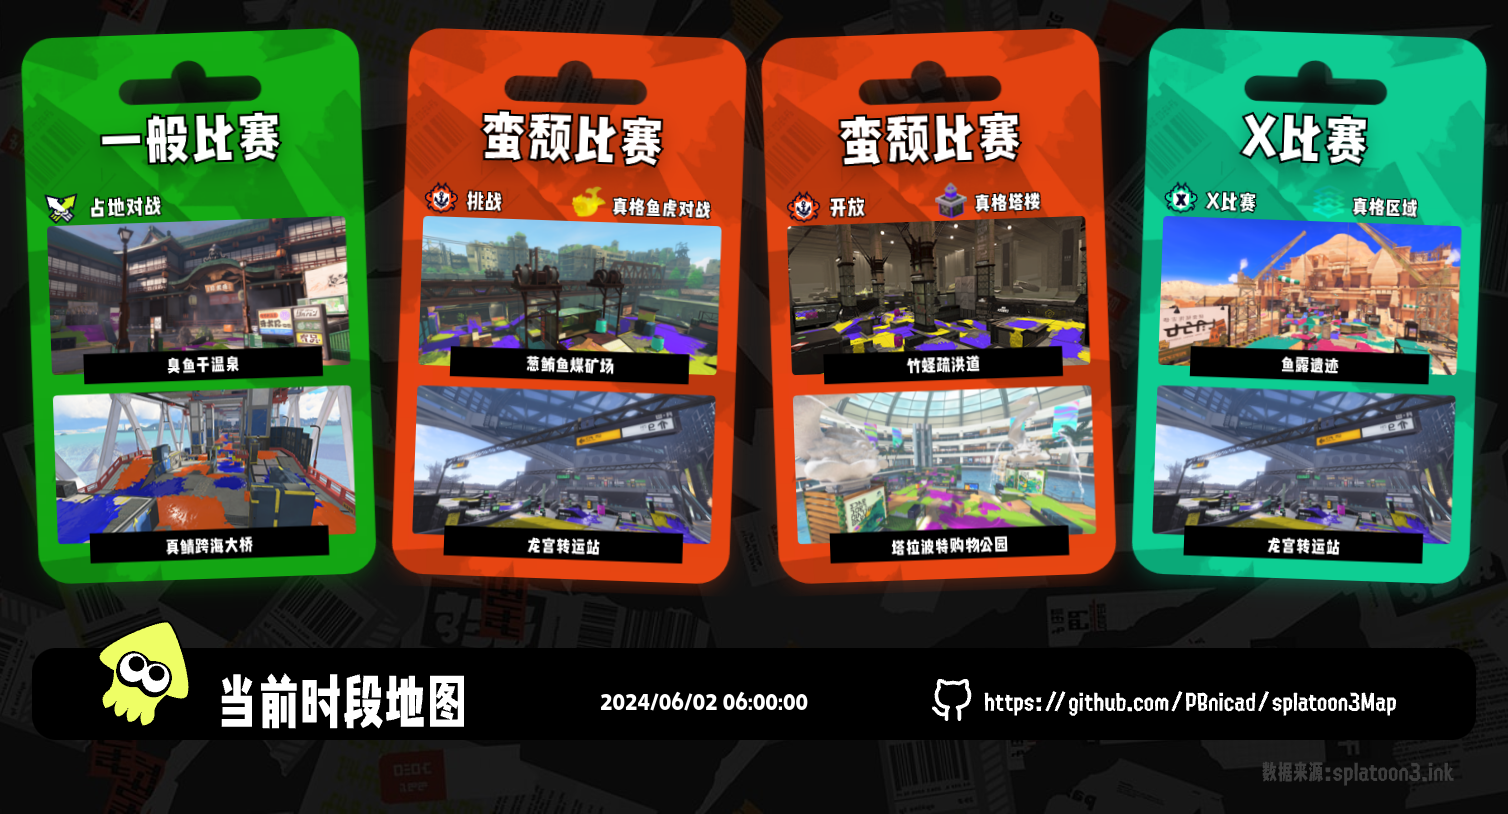 一般比赛
占地对战
臭鱼干温泉
真鲭跨海大桥
蛮颓比赛
挑战
真格鱼虎对战
葱鲔鱼煤矿场
龙宫转运站
蛮颓比赛
开放
真格塔楼
竹蛏疏洪道
塔拉波特购物公园
X比赛
X比赛
真格区域
鱼露遗迹
龙宫转运站
当前时段地图
2024/06/02 06:00:00
https://github.com/PBnicad/splatoon3Map
数据来源:splatoon3.ink